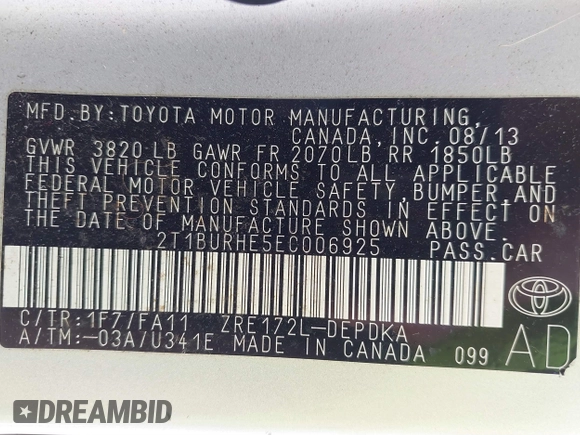 MFD. BY: TOYOTA MOTOR MANUFACTURING,
CANADA, INC. 08/13
GVWR 3820 LB GAWR FR 2070LB RR 1850LB
THIS VEHICLE CONFORMS TO ALL APPLICABLE
FEDERAL MOTOR VEHICLE SAFETY, BUMPER, AND
THEFT PREVENTION STANDARDS IN EFFECT ON
THE DATE OF MANUFACTURE SHOWN ABOVE.
2T1BURHE5EC006925 PASS. CAR
C/TR: 1F7/FA11 ZRE172L-DEPDKA
A/TM: -03A/U341E MADE IN CANADA 099 AD
TOYOTA
DREAMBID